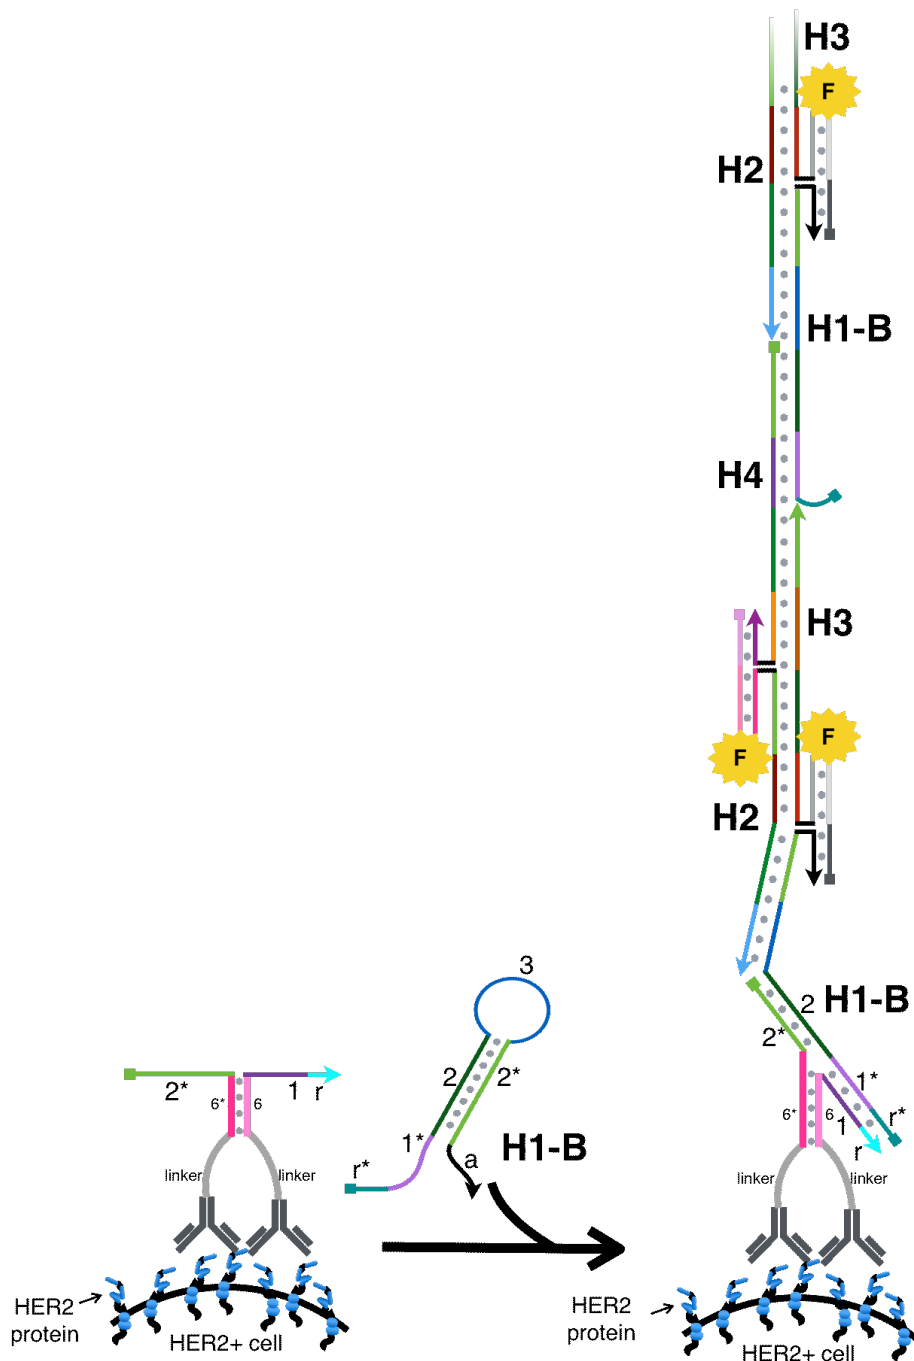 H3
F
H2
H1-B
H4
H3
F
F
H2
3
2
2*
1*
a
r*
H1-B
2*
1
r
6*
6
linker
linker
HER2
protein
HER2+ cell
2
H1-B
2*
1*
r*
6*
6
1
r
linker
linker
HER2
protein
HER2+ cell